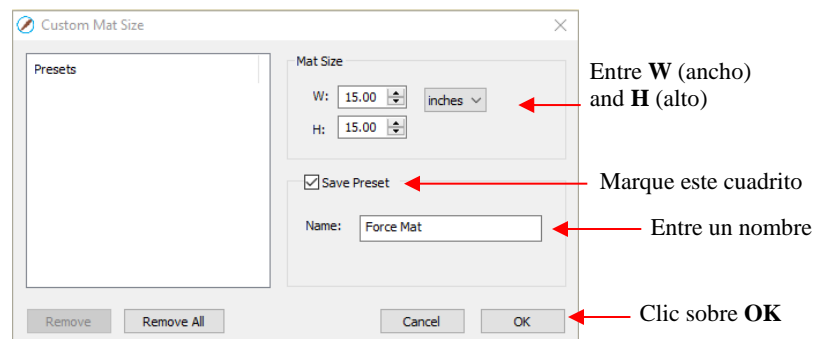 Custom Mat Size
Presets
Mat Size
W: 15.00 inches
H: 15.00
Entre W (ancho)
and H (alto)
Save Preset
Marque este cuadrito
Name: Force Mat
Entre un nombre
Remove Remove All Cancel OK
Clic sobre OK